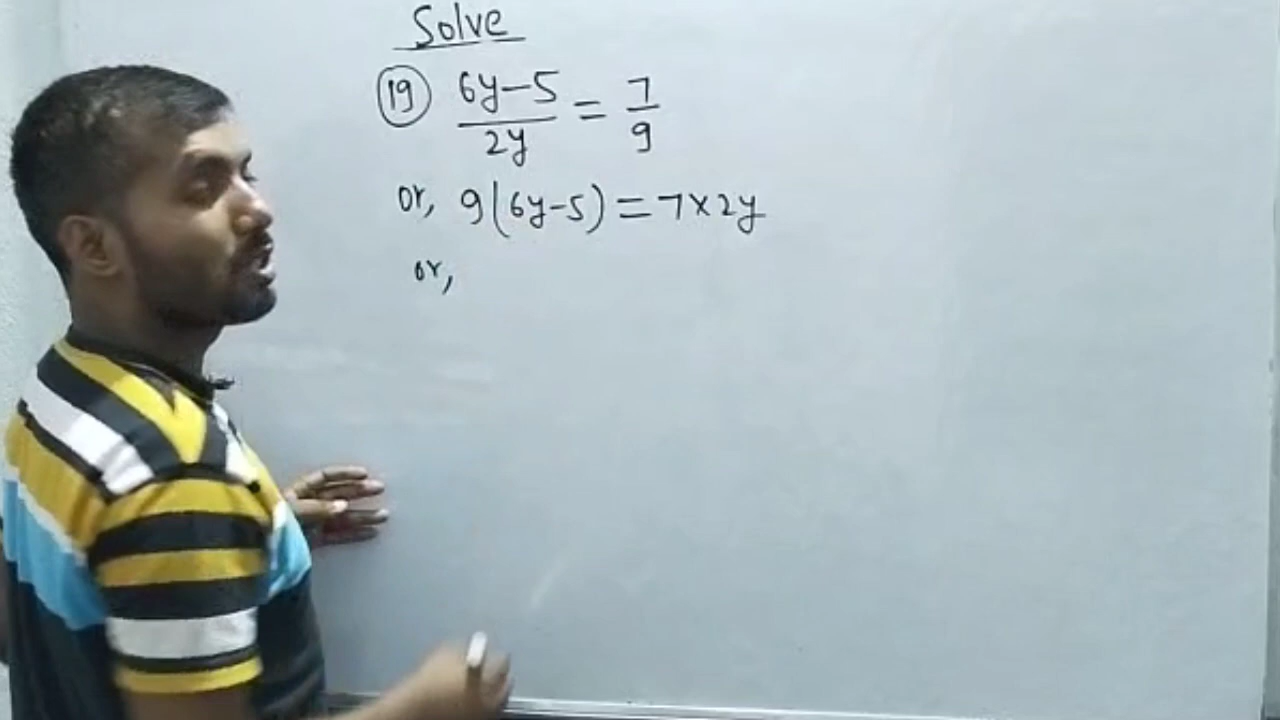 Solve
(19) (6y-5)/2y = 7/9
or, 9(6y-5) = 7×2y
or,